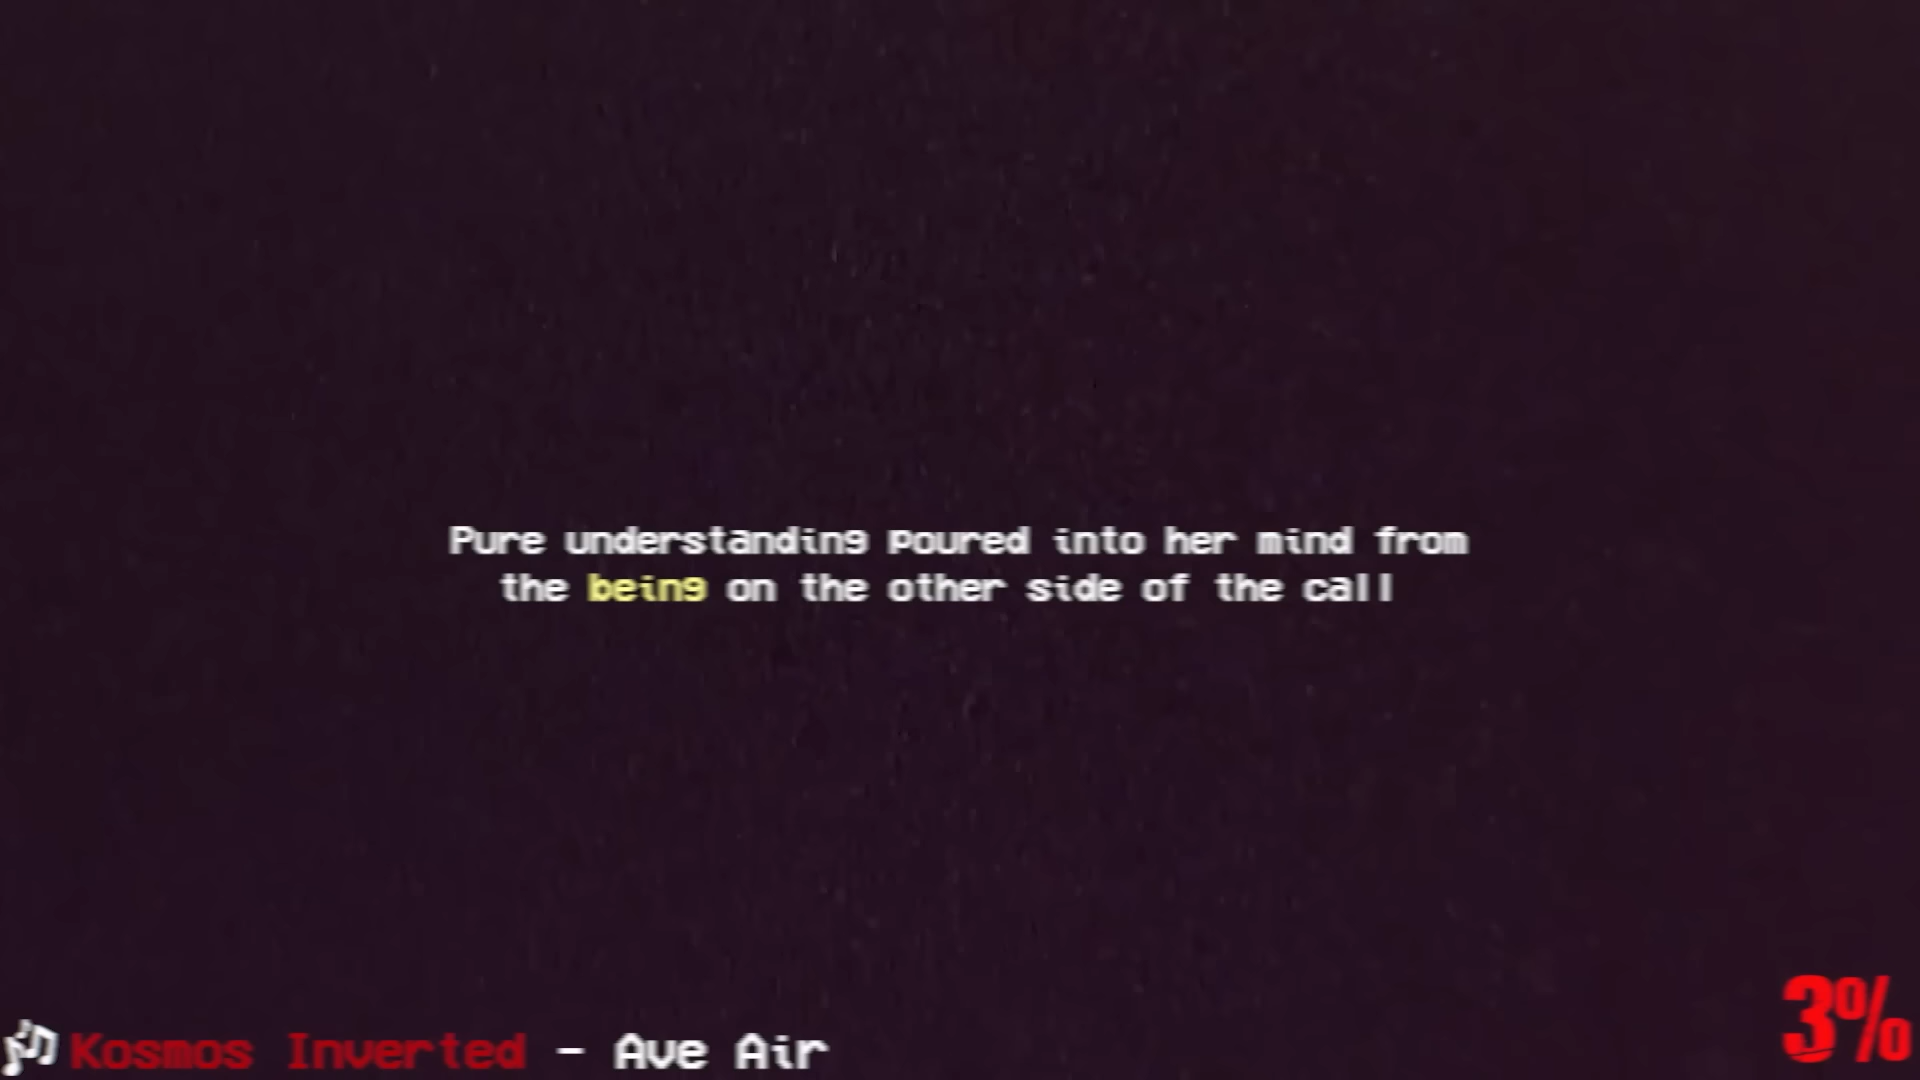 Pure understanding poured into her mind from
the being on the other side of the call
Kosmos Inverted - Ave Air
3%